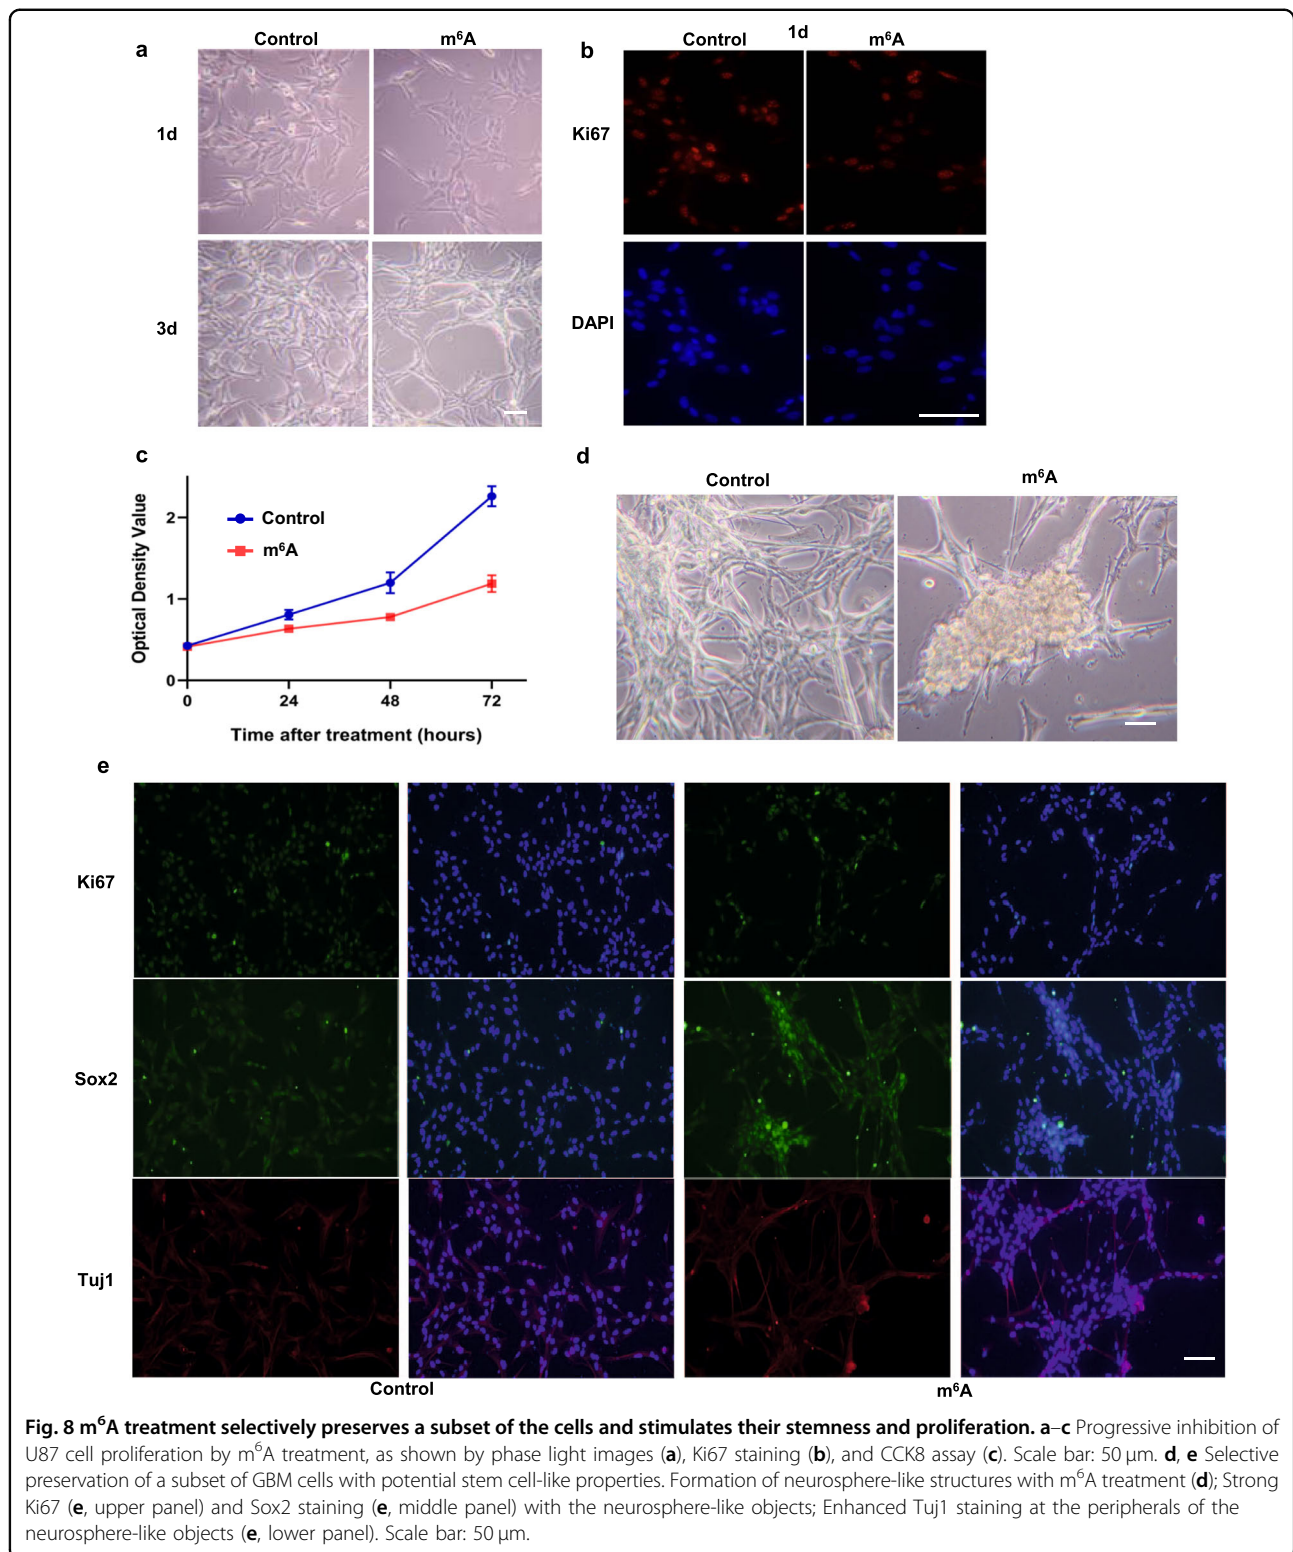 a
Control
m⁶A
1d
3d
b
Control
1d
m⁶A
Ki67
DAPI
c
Optical Density Value
2
1
0
Control
m⁶A
0 24 48 72
Time after treatment (hours)
d
Control
m⁶A
e
Ki67
Sox2
Tuj1
Control
m⁶A
Fig. 8 m⁶A treatment selectively preserves a subset of the cells and stimulates their stemness and proliferation. a–c Progressive inhibition of
U87 cell proliferation by m⁶A treatment, as shown by phase light images (a), Ki67 staining (b), and CCK8 assay (c). Scale bar: 50 μm. d, e Selective
preservation of a subset of GBM cells with potential stem cell-like properties. Formation of neurosphere-like structures with m⁶A treatment (d); Strong
Ki67 (e, upper panel) and Sox2 staining (e, middle panel) with the neurosphere-like objects; Enhanced Tuj1 staining at the peripherals of the
neurosphere-like objects (e, lower panel). Scale bar: 50 μm.